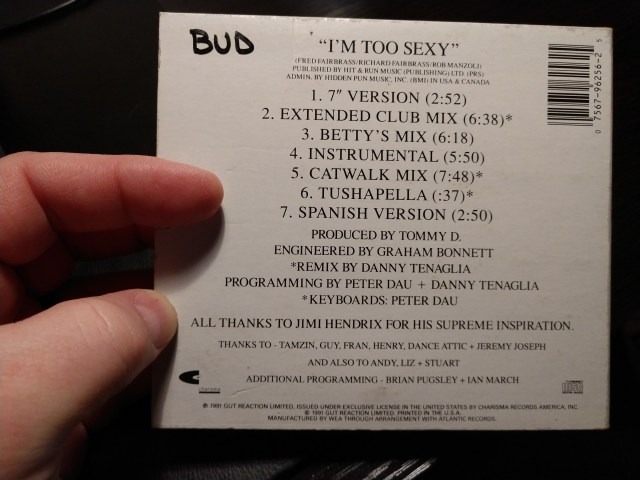 BUD
"I'M TOO SEXY"
(FRED FAIRBRASS/RICHARD FAIRBRASS/ROB MANZOLI)
PUBLISHED BY HIT & RUN MUSIC (PUBLISHING) LTD. (PRS)
ADMIN. BY HIDDEN PUN MUSIC, INC. (BMI) IN USA & CANADA
1. 7" VERSION (2:52)
2. EXTENDED CLUB MIX (6:38)*
3. BETTY'S MIX (6:18)
4. INSTRUMENTAL (5:50)
5. CATWALK MIX (7:48)*
6. TUSHAPELLA (:37)*
7. SPANISH VERSION (2:50)
PRODUCED BY TOMMY D.
ENGINEERED BY GRAHAM BONNETT
*REMIX BY DANNY TENAGLIA
PROGRAMMING BY PETER DAU + DANNY TENAGLIA
*KEYBOARDS: PETER DAU
ALL THANKS TO JIMI HENDRIX FOR HIS SUPREME INSPIRATION.
THANKS TO - TAMZIN, GUY, FRAN, HENRY, DANCE ATTIC + JEREMY JOSEPH
AND ALSO TO ANDY, LIZ + STUART
ADDITIONAL PROGRAMMING - BRIAN PUGSLEY + IAN MARCH
charisma
℗ 1991 GUT REACTION LIMITED, ISSUED UNDER EXCLUSIVE LICENSE IN THE UNITED STATES BY CHARISMA RECORDS AMERICA, INC.
© 1991 GUT REACTION LIMITED. PRINTED IN THE U.S.A.
MANUFACTURED BY WEA THROUGH ARRANGEMENT WITH ATLANTIC RECORDS.
0 7567-96256-2 5